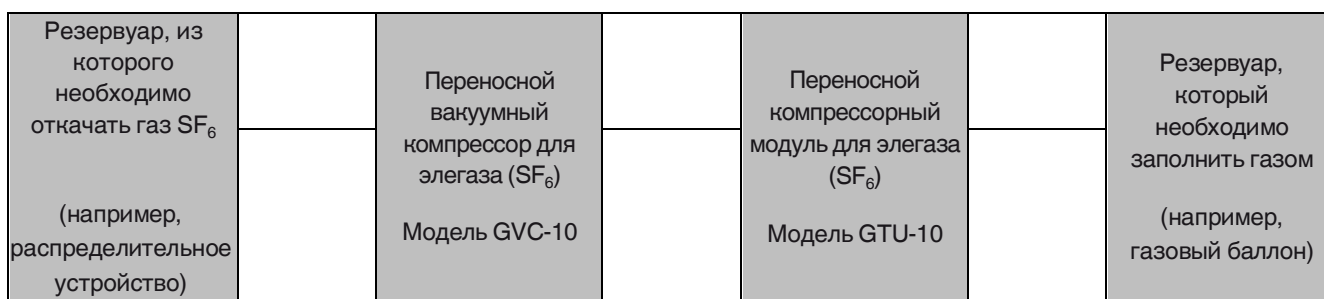 Резервуар, из
которого
необходимо
откачать газ SF₆
(например,
распределительное
устройство)
Переносной
вакуумный
компрессор для
элегаза (SF₆)
Модель GVC-10
Переносной
компрессорный
модуль для элегаза
(SF₆)
Модель GTU-10
Резервуар,
который
необходимо
заполнить газом
(например,
газовый баллон)